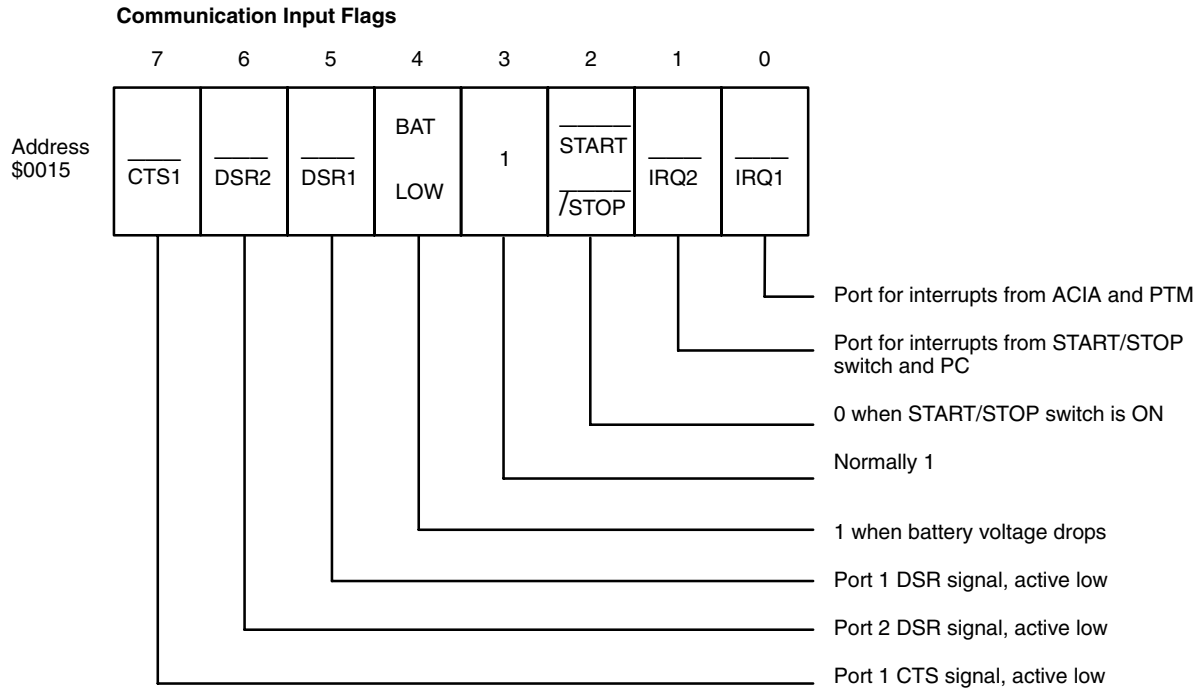 Communication Input Flags
7 6 5 4 3 2 1 0
Address
$0015
CTS1
DSR2
DSR1
BAT
LOW
1
START
/STOP
IRQ2
IRQ1
Port for interrupts from ACIA and PTM
Port for interrupts from START/STOP
switch and PC
0 when START/STOP switch is ON
Normally 1
1 when battery voltage drops
Port 1 DSR signal, active low
Port 2 DSR signal, active low
Port 1 CTS signal, active low